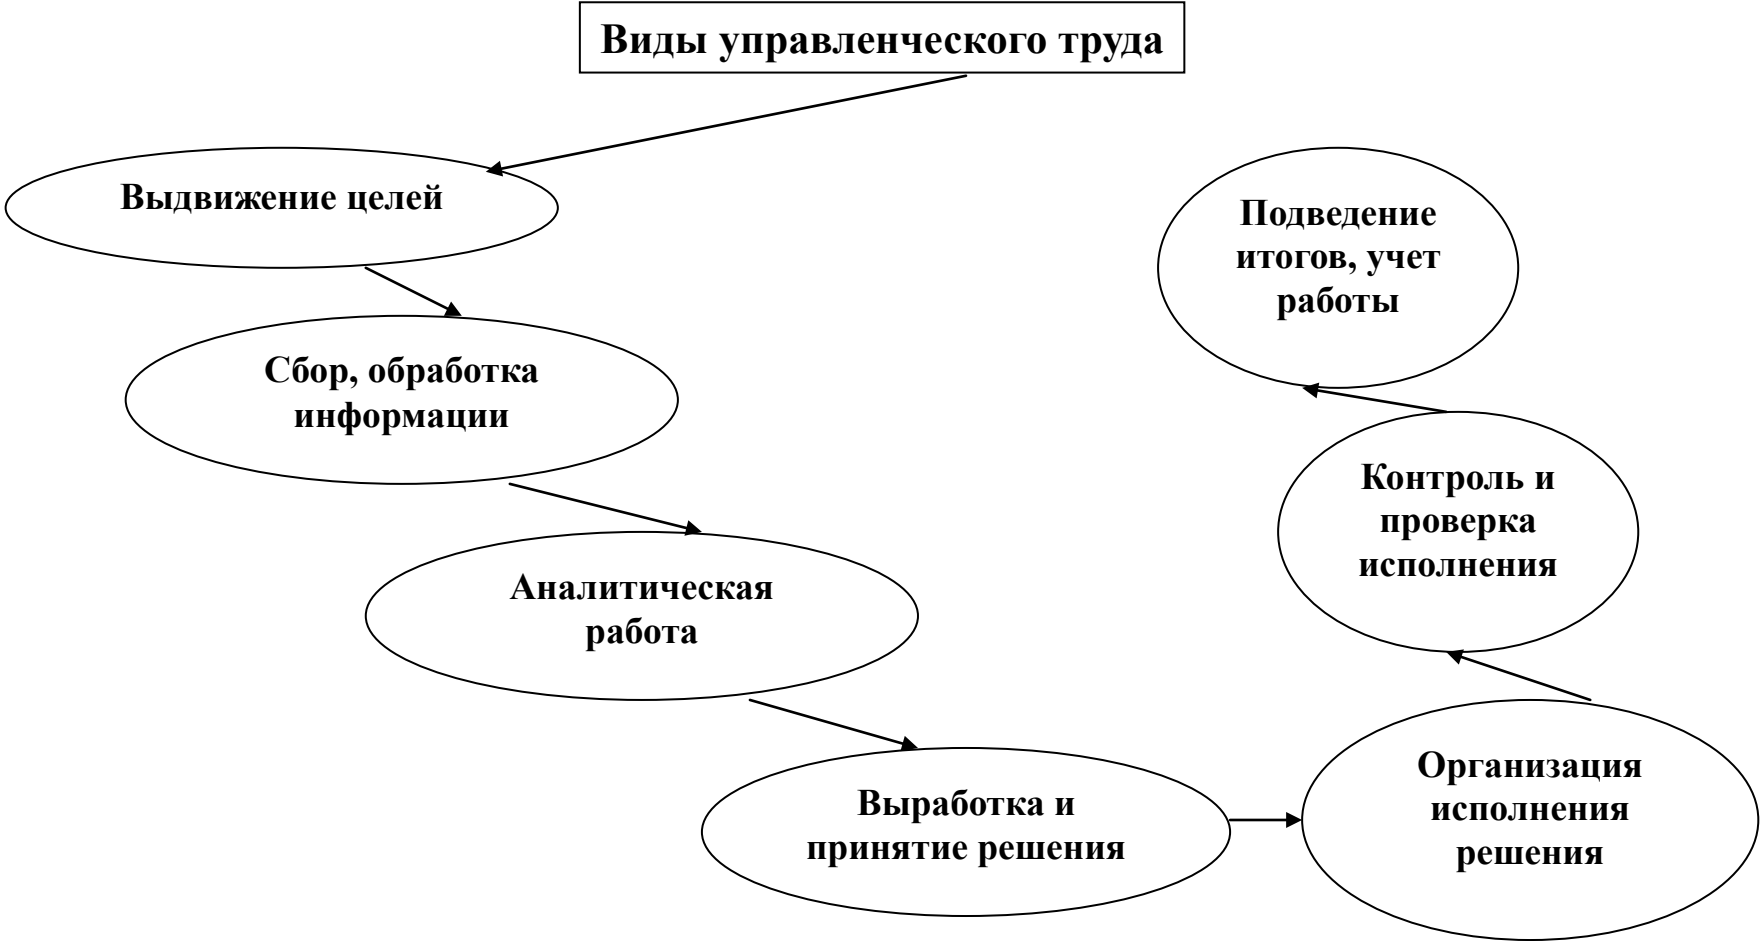 Виды управленческого труда
Выдвижение целей
Сбор, обработка
информации
Аналитическая
работа
Выработка и
принятие решения
Организация
исполнения
решения
Контроль и
проверка
исполнения
Подведение
итогов, учет
работы